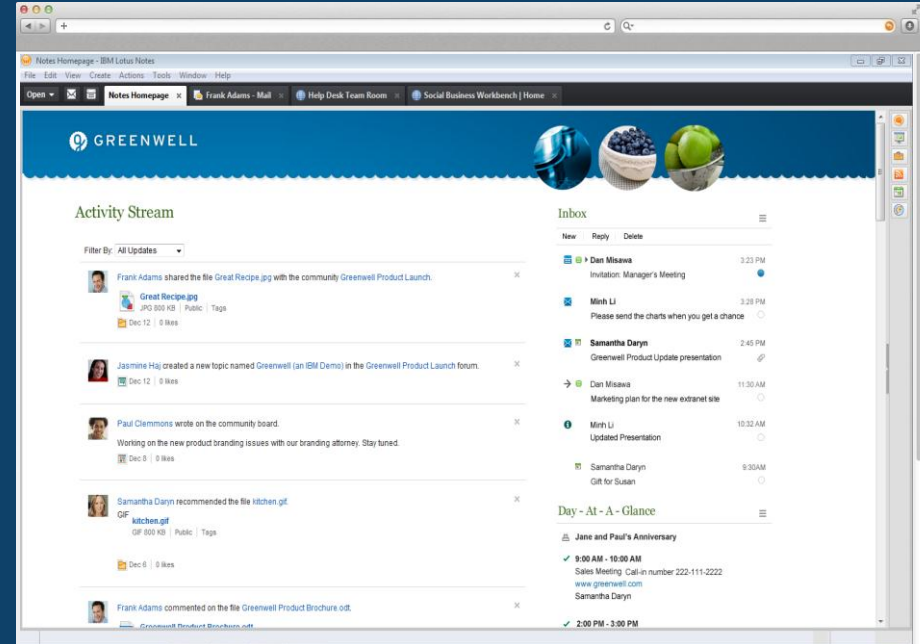 Notes Homepage - IBM Lotus Notes
File Edit View Create Actions Tools Window Help
Open Notes Homepage x Frank Adams - Mail x Help Desk Team Room x Social Business Workbench | Home x
GREENWELL
Activity Stream
Filter By: All Updates
Frank Adams shared the file Great Recipe.jpg with the community Greenwell Product Launch.
Great Recipe.jpg
JPG 800 KB | Public | Tags
Dec 12 | 0 likes
Jasmine Haj created a new topic named Greenwell (an IBM Demo) in the Greenwell Product Launch forum.
Dec 12 | 0 likes
Paul Clemmons wrote on the community board.
Working on the new product branding issues with our branding attorney. Stay tuned.
Dec 8 | 0 likes
Samantha Daryn recommended the file kitchen.gif.
GIF
kitchen.gif
GIF 800 KB | Public | Tags
Dec 6 | 0 likes
Frank Adams commented on the file Greenwell Product Brochure.odt.
Greenwell Product Brochure.odt
Inbox
New Reply Delete
Dan Misawa 3:23 PM
Invitation: Manager's Meeting
Minh Li 3:28 PM
Please send the charts when you get a chance
Samantha Daryn 2:45 PM
Greenwell Product Update presentation
Dan Misawa 11:30 AM
Marketing plan for the new extranet site
Minh Li 10:32 AM
Updated Presentation
Samantha Daryn 9:30AM
Gift for Susan
Day - At - A - Glance
Jane and Paul's Anniversary
9:00 AM - 10:00 AM
Sales Meeting Call-in number 222-111-2222
www.greenwell.com
Samantha Daryn
2:00 PM - 3:00 PM